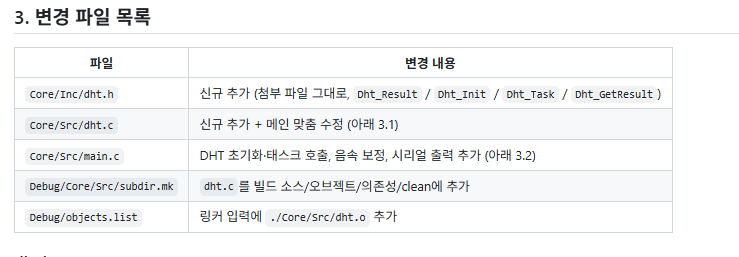 3. 변경 파일 목록
파일 변경 내용
Core/Inc/dht.h 신규 추가 (첨부 파일 그대로, Dht_Result / Dht_Init / Dht_Task / Dht_GetResult)
Core/Src/dht.c 신규 추가 + 메인 맞춤 수정 (아래 3.1)
Core/Src/main.c DHT 초기화·태스크 호출, 음속 보정, 시리얼 출력 추가 (아래 3.2)
Debug/Core/Src/subdir.mk dht.c를 빌드 소스/오브젝트/의존성/clean에 추가
Debug/objects.list 링커 입력에 ./Core/Src/dht.o 추가